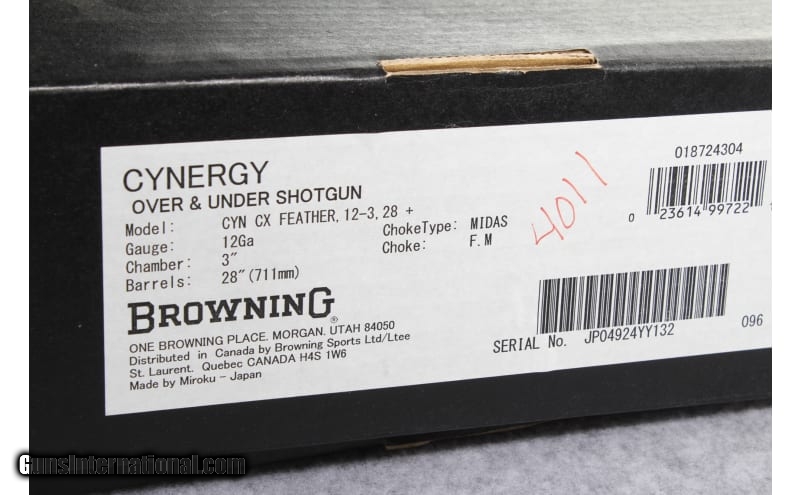 CYNERGY
OVER & UNDER SHOTGUN
Model: CYN CX FEATHER, 12-3, 28 +
Gauge: 12Ga
Chamber: 3"
Barrels: 28"(711mm)
ChokeType: MIDAS
Choke: F.M
4011
018724304
0 23614 99722
BROWNING®
ONE BROWNING PLACE. MORGAN. UTAH 84050
Distributed in Canada by Browning Sports Ltd/Ltee
St. Laurent. Quebec CANADA H4S 1W6
Made by Miroku - Japan
SERIAL No. JP04924YY132
096
GunsInternational.com